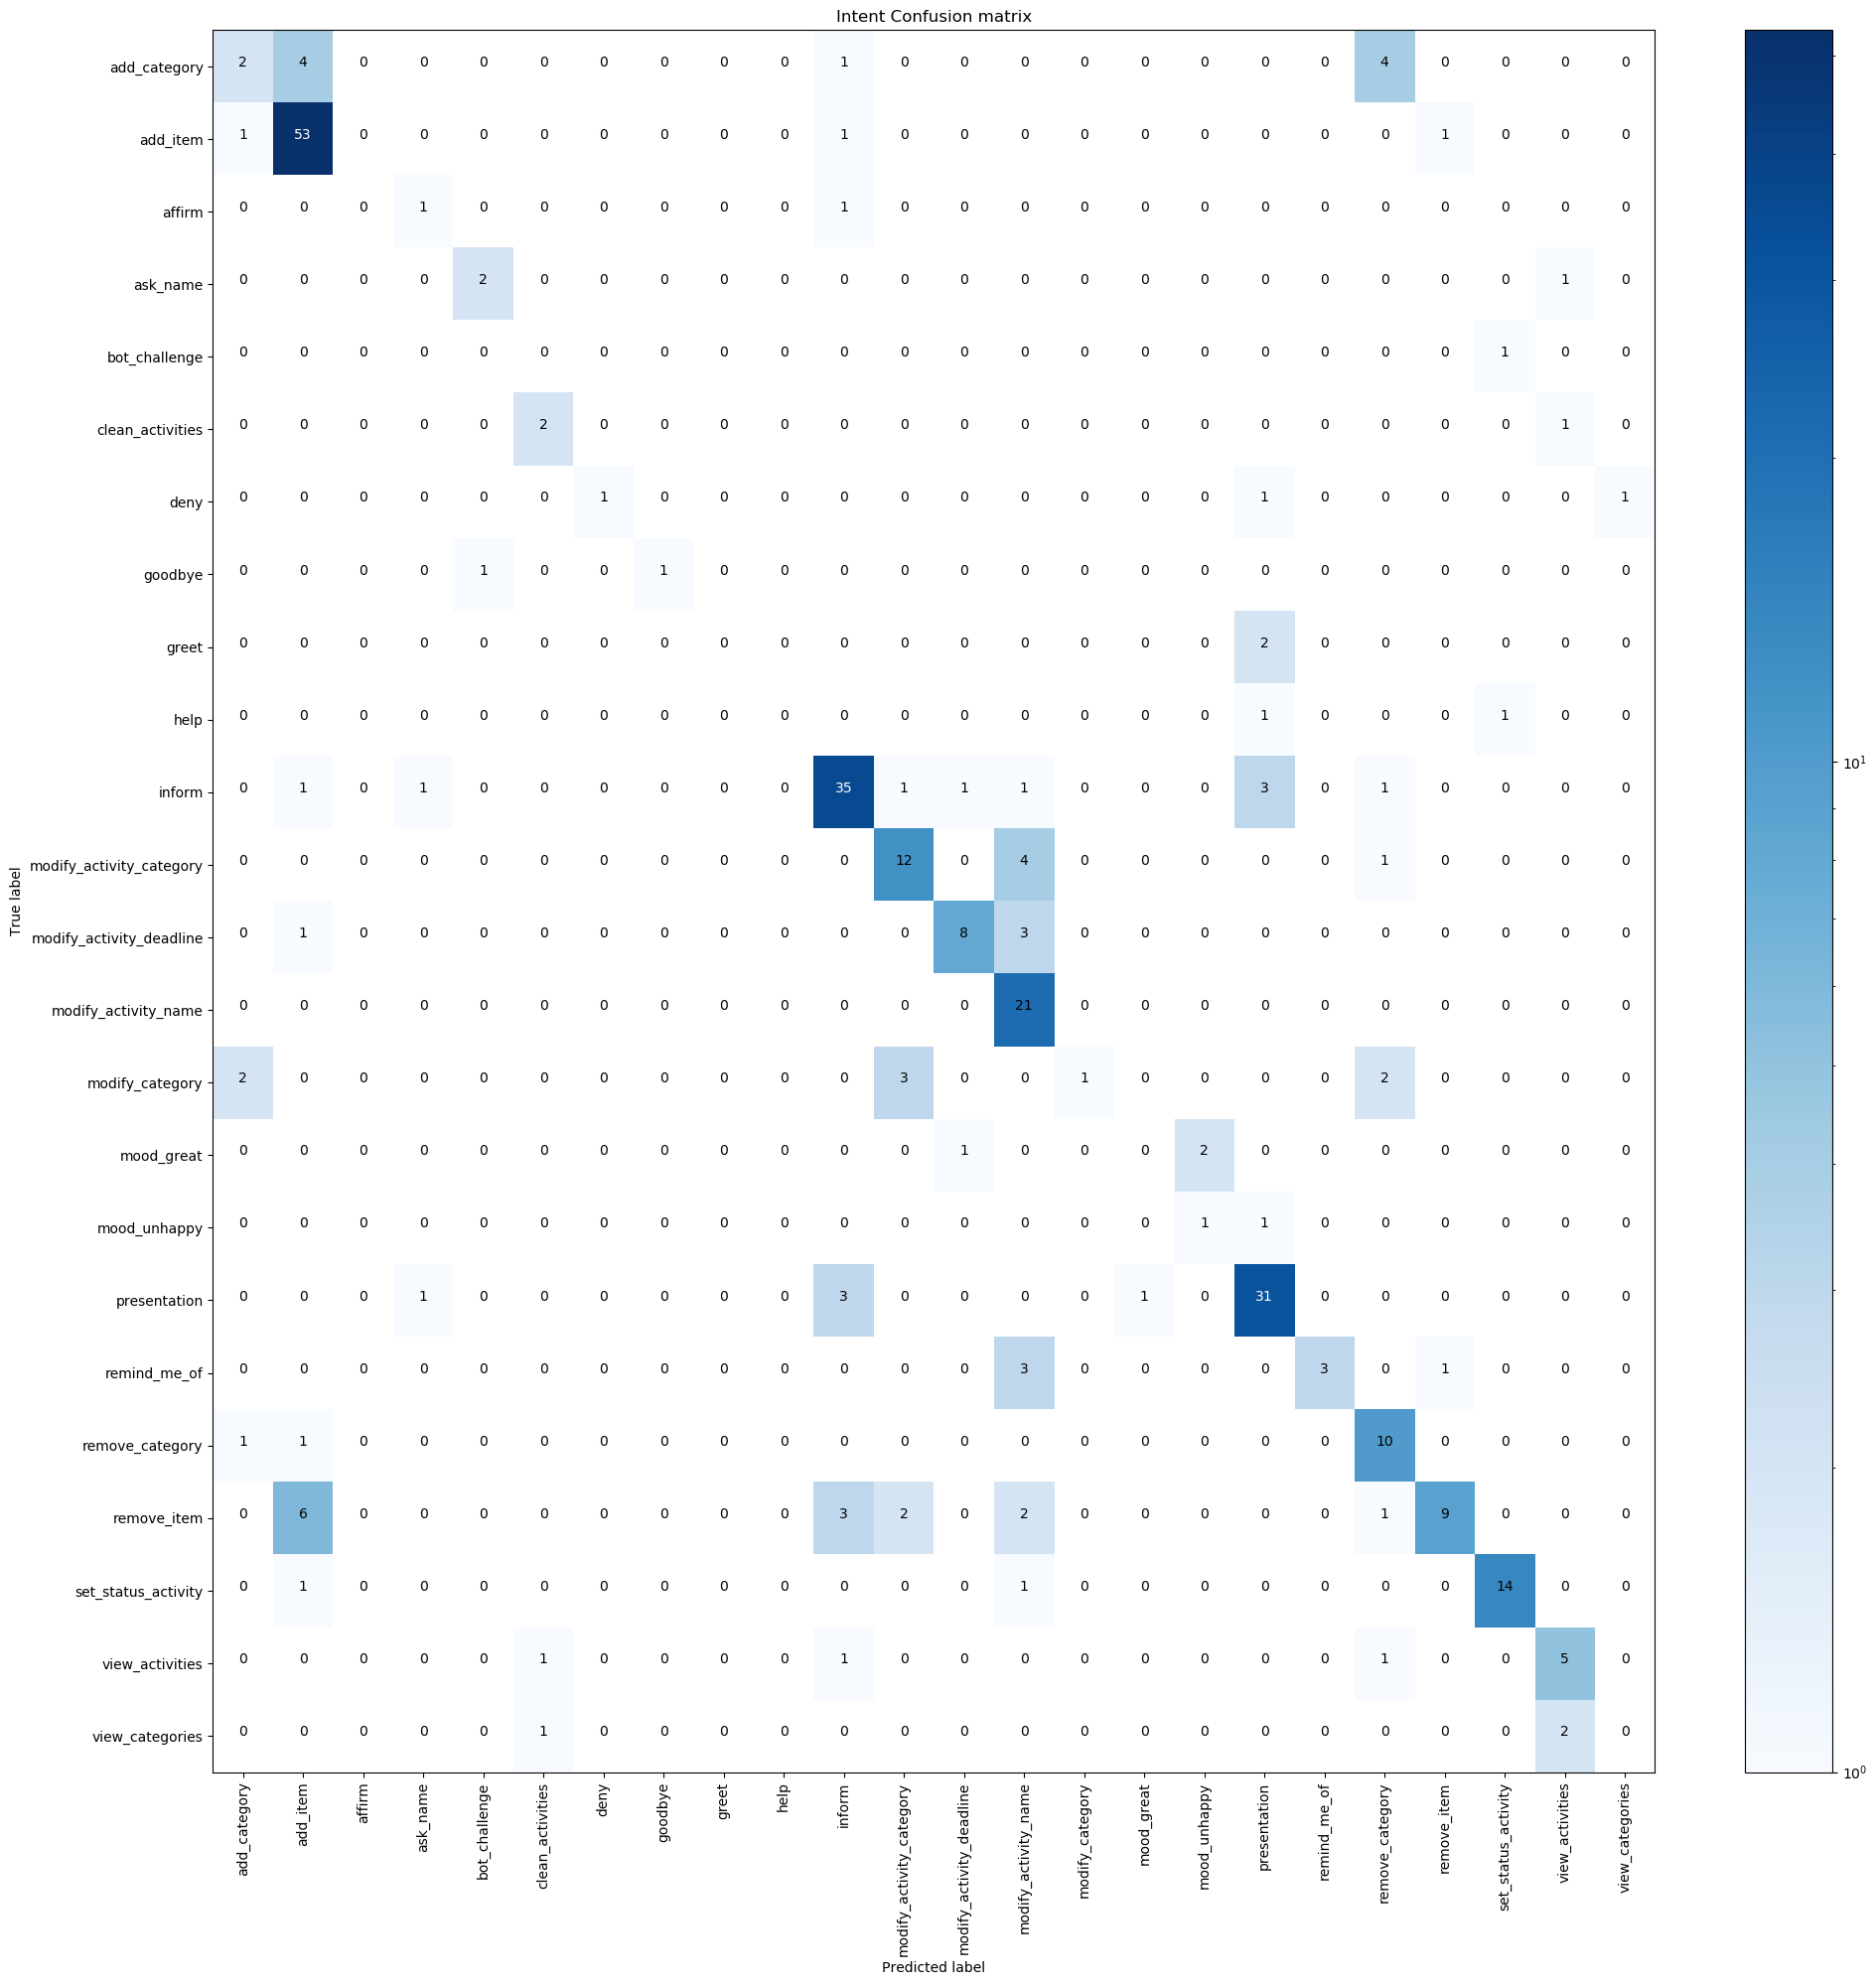 Intent Confusion matrix
add_category 2 4 0 0 0 0 0 0 0 0 1 0 0 0 0 0 0 0 0 4 0 0 0 0
add_item 1 53 0 0 0 0 0 0 0 0 1 0 0 0 0 0 0 0 0 0 1 0 0 0
affirm 0 0 0 1 0 0 0 0 0 0 1 0 0 0 0 0 0 0 0 0 0 0 0 0
ask_name 0 0 0 0 2 0 0 0 0 0 0 0 0 0 0 0 0 0 0 0 0 0 1 0
bot_challenge 0 0 0 0 0 0 0 0 0 0 0 0 0 0 0 0 0 0 0 0 0 1 0 0
clean_activities 0 0 0 0 0 2 0 0 0 0 0 0 0 0 0 0 0 0 0 0 0 0 1 0
deny 0 0 0 0 0 0 1 0 0 0 0 0 0 0 0 0 0 1 0 0 0 0 0 1
goodbye 0 0 0 0 1 0 0 1 0 0 0 0 0 0 0 0 0 0 0 0 0 0 0 0
greet 0 0 0 0 0 0 0 0 0 0 0 0 0 0 0 0 0 2 0 0 0 0 0 0
help 0 0 0 0 0 0 0 0 0 0 0 0 0 0 0 0 0 1 0 0 0 1 0 0
inform 0 1 0 1 0 0 0 0 0 0 35 1 1 1 0 0 0 3 0 1 0 0 0 0
modify_activity_category 0 0 0 0 0 0 0 0 0 0 0 12 0 4 0 0 0 0 0 1 0 0 0 0
modify_activity_deadline 0 1 0 0 0 0 0 0 0 0 0 0 8 3 0 0 0 0 0 0 0 0 0 0
modify_activity_name 0 0 0 0 0 0 0 0 0 0 0 0 0 21 0 0 0 0 0 0 0 0 0 0
modify_category 2 0 0 0 0 0 0 0 0 0 0 3 0 0 1 0 0 0 0 2 0 0 0 0
mood_great 0 0 0 0 0 0 0 0 0 0 0 0 1 0 0 0 2 0 0 0 0 0 0 0
mood_unhappy 0 0 0 0 0 0 0 0 0 0 0 0 0 0 0 0 1 1 0 0 0 0 0 0
presentation 0 0 0 1 0 0 0 0 0 0 3 0 0 0 0 1 0 31 0 0 0 0 0 0
remind_me_of 0 0 0 0 0 0 0 0 0 0 0 0 0 3 0 0 0 0 3 0 1 0 0 0
remove_category 1 1 0 0 0 0 0 0 0 0 0 0 0 0 0 0 0 0 0 10 0 0 0 0
remove_item 0 6 0 0 0 0 0 0 0 0 3 2 0 2 0 0 0 0 0 1 9 0 0 0
set_status_activity 0 1 0 0 0 0 0 0 0 0 0 0 0 1 0 0 0 0 0 0 0 14 0 0
view_activities 0 0 0 0 0 1 0 0 0 0 1 0 0 0 0 0 0 0 0 1 0 0 5 0
view_categories 0 0 0 0 0 1 0 0 0 0 0 0 0 0 0 0 0 0 0 0 0 0 2 0
True label
add_category
add_item
affirm
ask_name
bot_challenge
clean_activities
deny
goodbye
greet
help
inform
modify_activity_category
modify_activity_deadline
modify_activity_name
modify_category
mood_great
mood_unhappy
presentation
remind_me_of
remove_category
remove_item
set_status_activity
view_activities
view_categories
Predicted label
10¹
10⁰